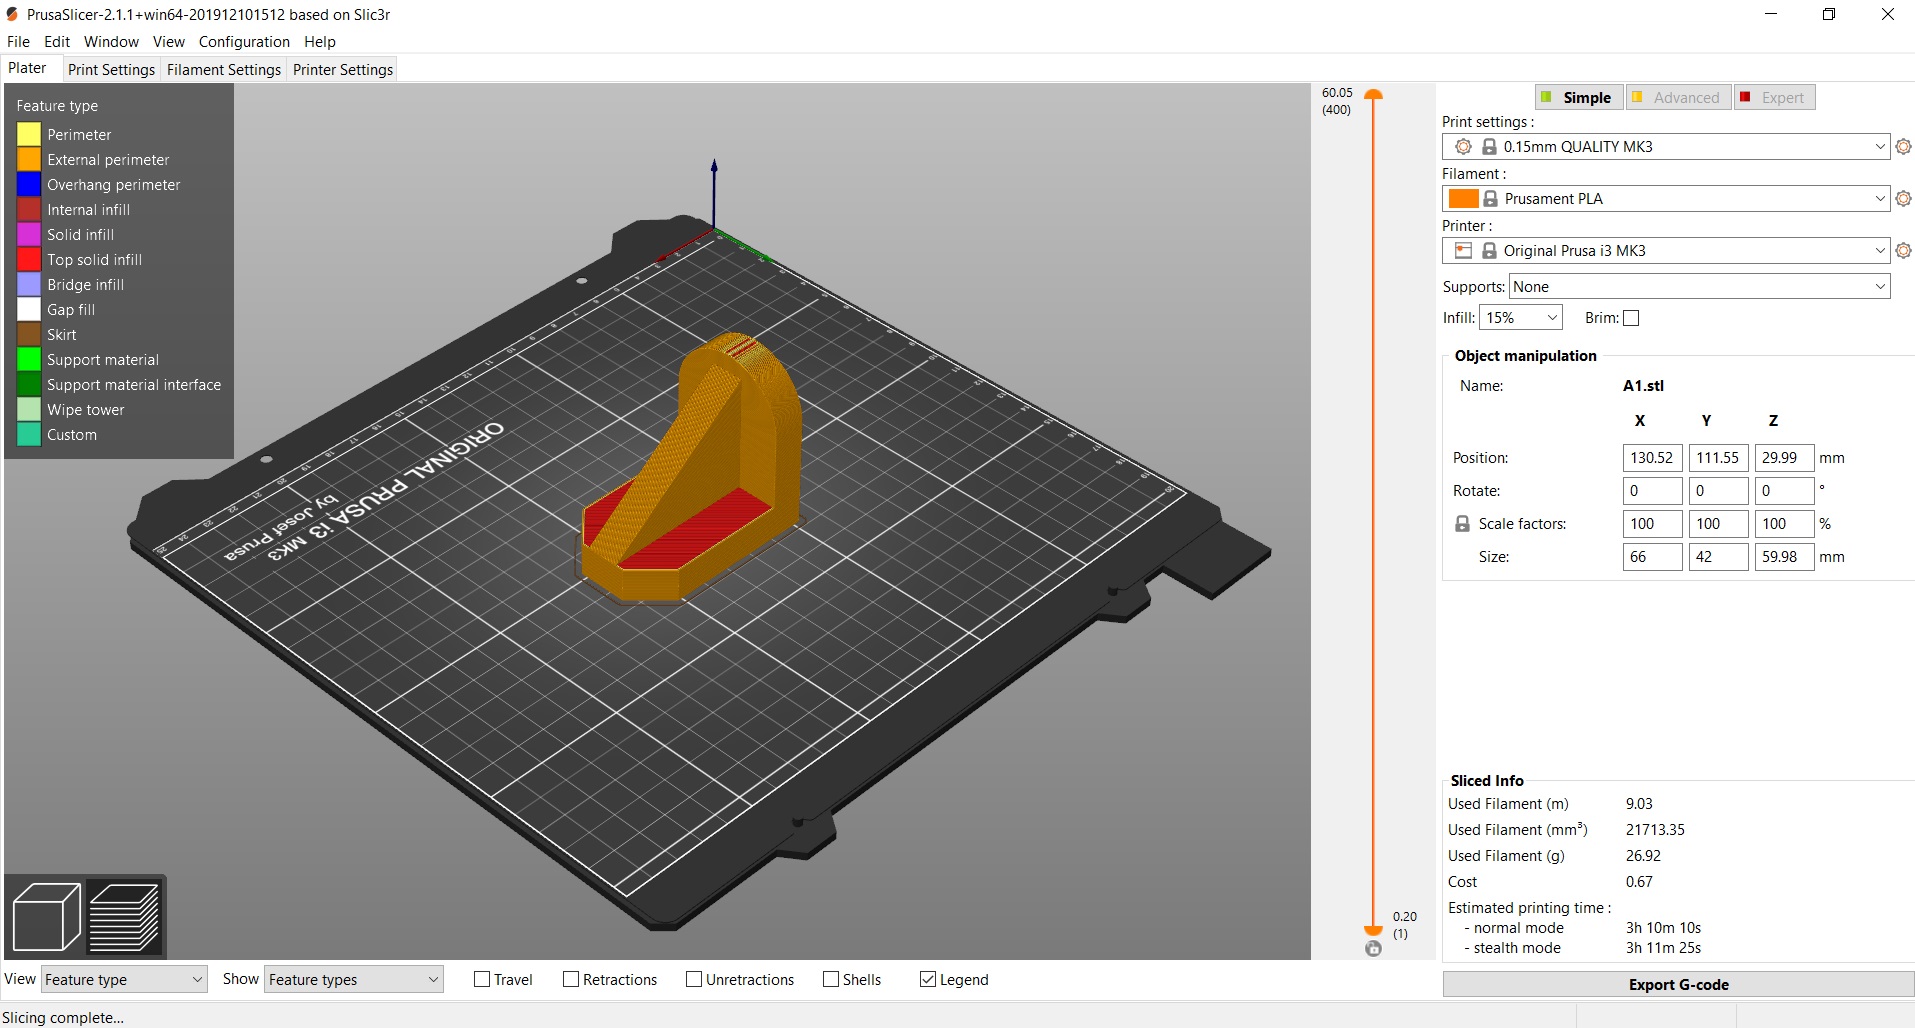 PrusaSlicer-2.1.1+win64-201912101512 based on Slic3r
File Edit Window View Configuration Help
Plater Print Settings Filament Settings Printer Settings
Feature type
Perimeter
External perimeter
Overhang perimeter
Internal infill
Solid infill
Top solid infill
Bridge infill
Gap fill
Skirt
Support material
Support material interface
Wipe tower
Custom
ORIGINAL PRUSA i3 MK3
by Josef Prusa
60.05
(400)
0.20
(1)
Simple Advanced Expert
Print settings :
0.15mm QUALITY MK3
Filament :
Prusament PLA
Printer :
Original Prusa i3 MK3
Supports: None
Infill: 15% Brim:
Object manipulation
Name: A1.stl
X Y Z
Position: 130.52 111.55 29.99 mm
Rotate: 0 0 0 °
Scale factors: 100 100 100 %
Size: 66 42 59.98 mm
Sliced Info
Used Filament (m) 9.03
Used Filament (mm³) 21713.35
Used Filament (g) 26.92
Cost 0.67
Estimated printing time :
- normal mode 3h 10m 10s
- stealth mode 3h 11m 25s
Export G-code
View Feature type Show Feature types Travel Retractions Unretractions Shells Legend
Slicing complete...